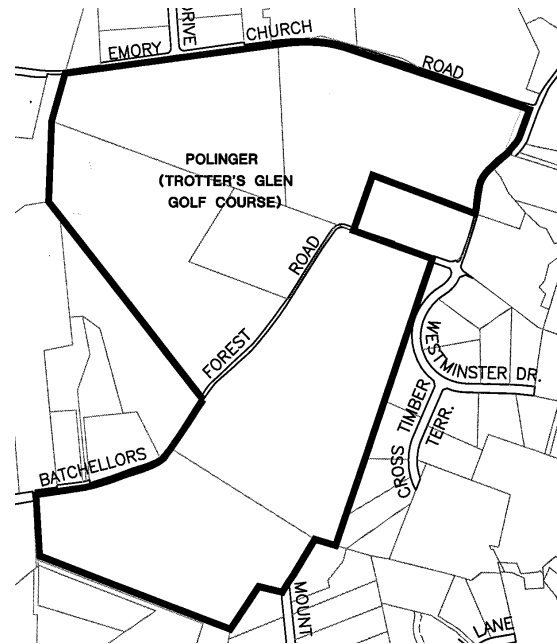 DRIVE
EMORY CHURCH ROAD
POLINGER
(TROTTER'S GLEN
GOLF COURSE)
BATCHELLORS FOREST ROAD
WESTMINSTER DR.
CROSS TIMBER TERR.
MOUNT
LANE